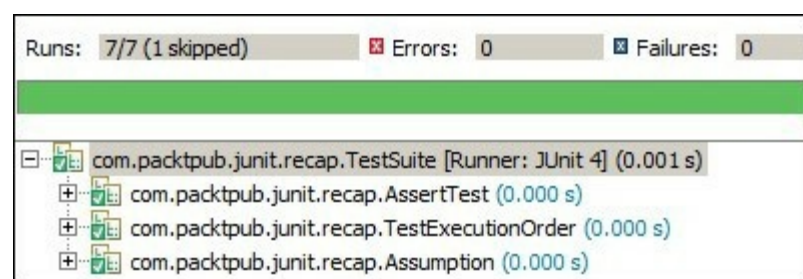 Runs: 7/7 (1 skipped) Errors: 0 Failures: 0
com.packtpub.junit.recap.TestSuite [Runner: JUnit 4] (0.001 s)
com.packtpub.junit.recap.AssertTest (0.000 s)
com.packtpub.junit.recap.TestExecutionOrder (0.000 s)
com.packtpub.junit.recap.Assumption (0.000 s)